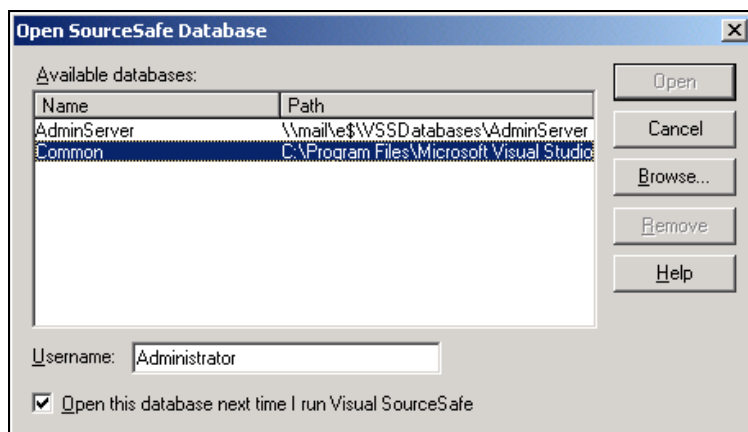 Open SourceSafe Database
Available databases:
Name Path
AdminServer \\mail\e$\VSSDatabases\AdminServer
Common C:\Program Files\Microsoft Visual Studio
Open
Cancel
Browse...
Remove
Help
Username: Administrator
Open this database next time I run Visual SourceSafe